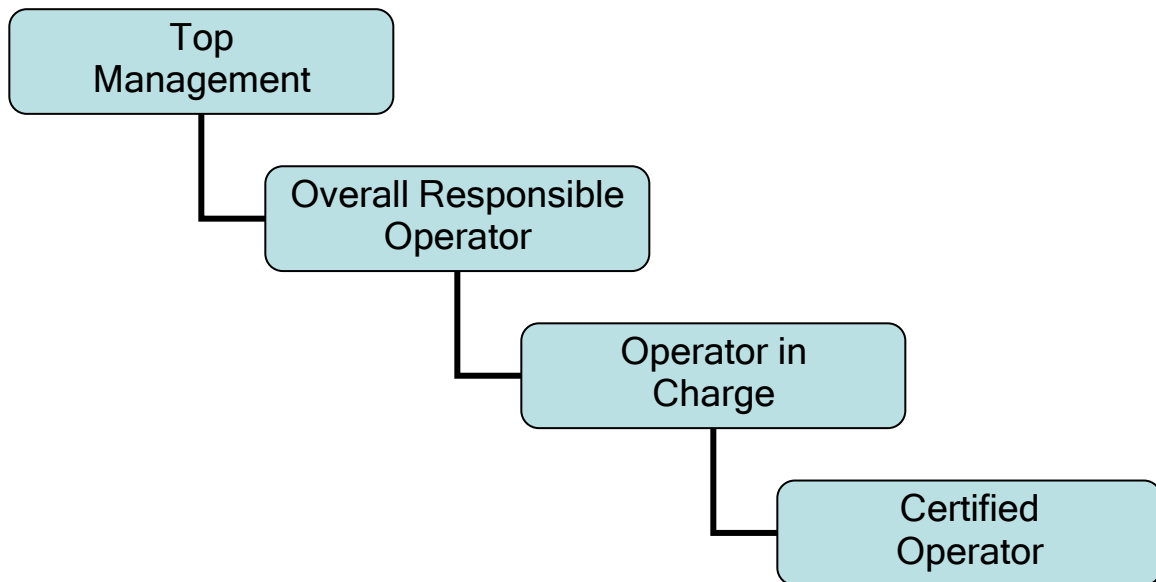 Top
Management
Overall Responsible
Operator
Operator in
Charge
Certified
Operator